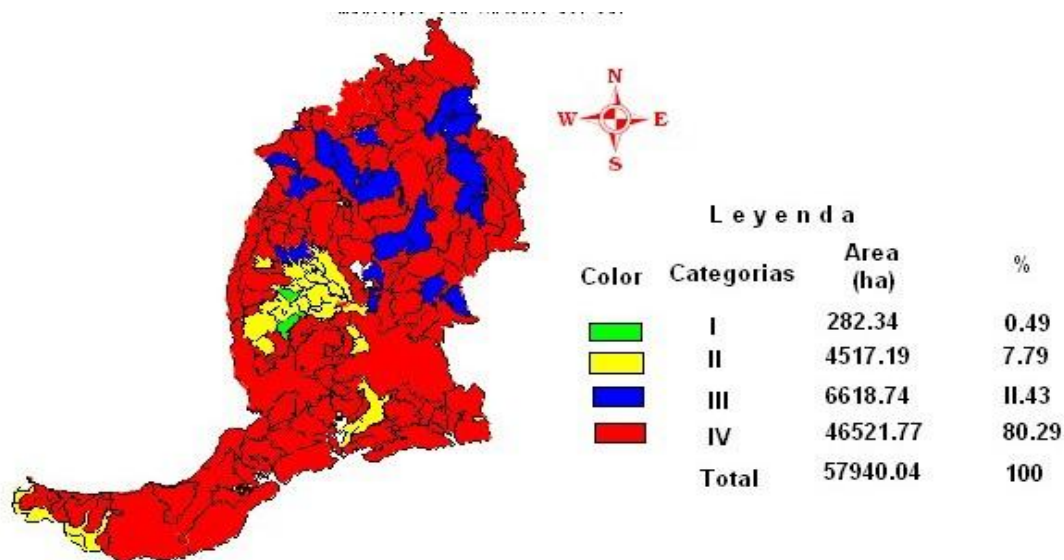 N
W E
S
Leyenda
Color Categorias Area (ha) %
I 282.34 0.49
II 4517.19 7.79
III 6618.74 II.43
IV 46521.77 80.29
Total 57940.04 100